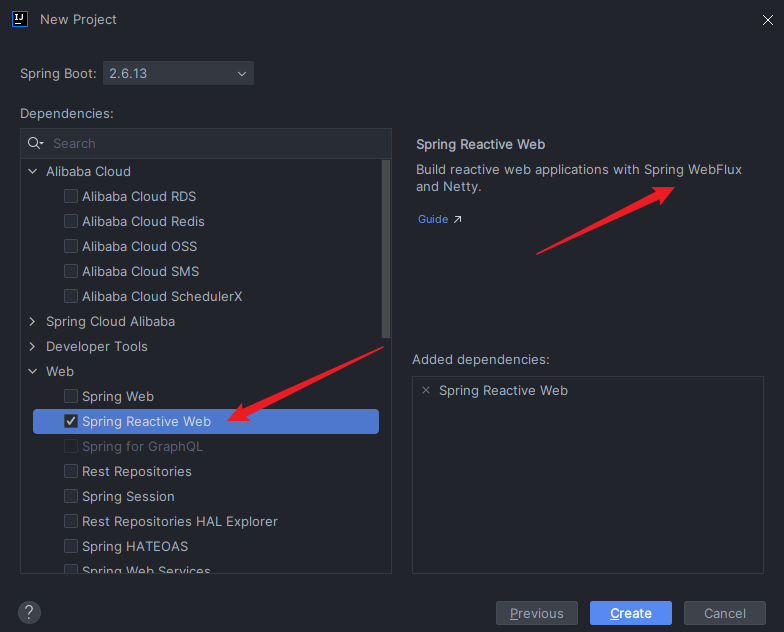 New Project
Spring Boot: 2.6.13
Dependencies:
Search
Alibaba Cloud
Alibaba Cloud RDS
Alibaba Cloud Redis
Alibaba Cloud OSS
Alibaba Cloud SMS
Alibaba Cloud SchedulerX
Spring Cloud Alibaba
Developer Tools
Web
Spring Web
Spring Reactive Web
Spring for GraphQL
Rest Repositories
Spring Session
Rest Repositories HAL Explorer
Spring HATEOAS
Spring Web Services
Spring Reactive Web
Build reactive web applications with Spring WebFlux
and Netty.
Guide
Added dependencies:
Spring Reactive Web
?
Previous
Create
Cancel